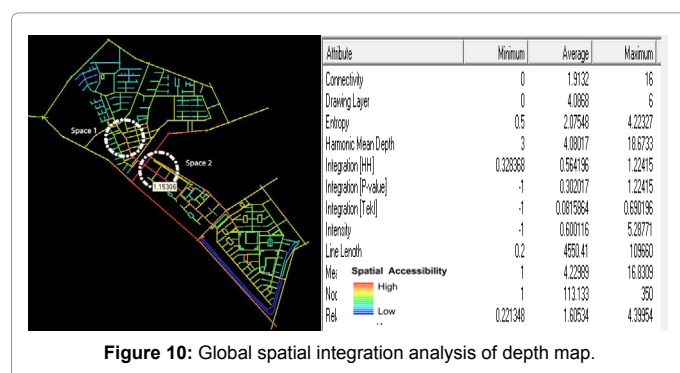 Space 1
Space 2
1.15306
Attribute Minimum Average Maximum
Connectivity 0 1.9132 16
Drawing Layer 0 4.0868 6
Entropy 0.5 2.07548 4.22327
Harmonic Mean Depth 3 4.08017 18.6733
Integration [HH] 0.328368 0.564196 1.22415
Integration [P-value] -1 0.302017 1.22415
Integration [Tekl] -1 0.0815864 0.690196
Intensity -1 0.600116 5.28771
Line Length 0.2 4550.41 109660
1 4.22989 16.8309
1 113.133 350
0.221348 1.60534 4.39954
Spatial Accessibility
High
Low
Figure 10: Global spatial integration analysis of depth map.